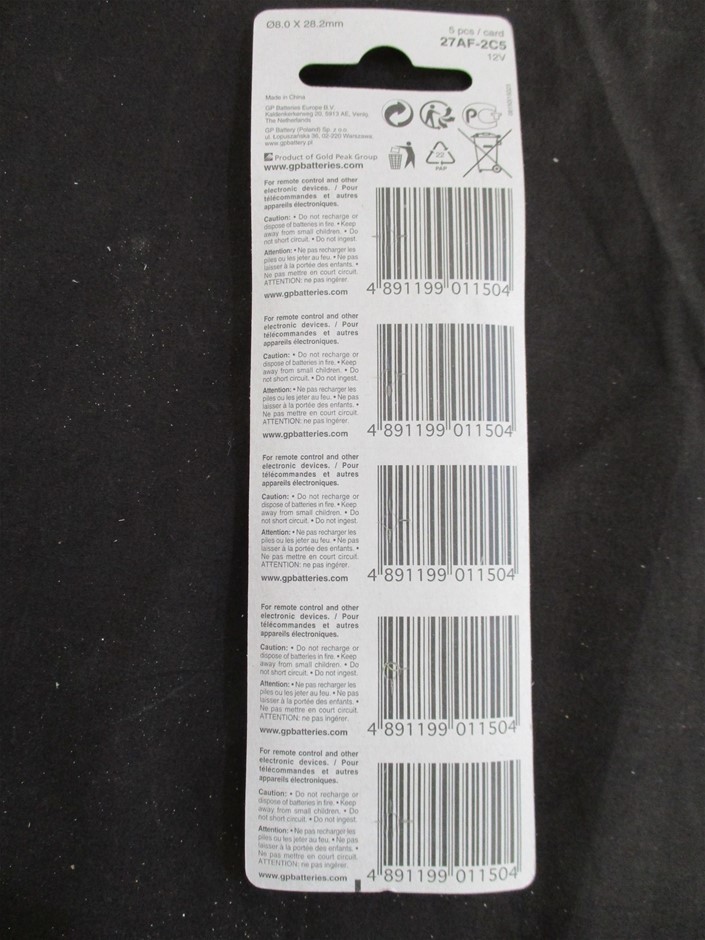 Ø8.0 X 28.2mm
5 pcs / card
27AF-2C5
12V
Made in China
GP Batteries Europe B.V.
The Netherlands
GP Battery (Poland) Sp. z o.o.
ul. Łopuszańska 36, 02-220 Warszawa,
www.gpbattery.pl
Product of Gold Peak Group
www.gpbatteries.com
22
PAP
For remote control and other
electronic devices. / Pour
télécommandes et autres
appareils électroniques.
Caution: • Do not recharge or
dispose of batteries in fire. • Keep
away from small children. • Do
not short circuit. • Do not ingest.
Attention: • Ne pas recharger les
piles ou les jeter au feu. • Ne pas
laisser à la portée des enfants. •
Ne pas mettre en court circuit.
ATTENTION: ne pas ingérer.
www.gpbatteries.com
4 891199 011504
For remote control and other
electronic devices. / Pour
télécommandes et autres
appareils électroniques.
Caution: • Do not recharge or
dispose of batteries in fire. • Keep
away from small children. • Do
not short circuit. • Do not ingest.
Attention: • Ne pas recharger les
piles ou les jeter au feu. • Ne pas
laisser à la portée des enfants. •
Ne pas mettre en court circuit.
ATTENTION: ne pas ingérer.
www.gpbatteries.com
4 891199 011504
For remote control and other
electronic devices. / Pour
télécommandes et autres
appareils électroniques.
Caution: • Do not recharge or
dispose of batteries in fire. • Keep
away from small children. • Do
not short circuit. • Do not ingest.
Attention: • Ne pas recharger les
piles ou les jeter au feu. • Ne pas
laisser à la portée des enfants. •
Ne pas mettre en court circuit.
ATTENTION: ne pas ingérer.
www.gpbatteries.com
4 891199 011504
For remote control and other
electronic devices. / Pour
télécommandes et autres
appareils électroniques.
Caution: • Do not recharge or
dispose of batteries in fire. • Keep
away from small children. • Do
not short circuit. • Do not ingest.
Attention: • Ne pas recharger les
piles ou les jeter au feu. • Ne pas
laisser à la portée des enfants. •
Ne pas mettre en court circuit.
ATTENTION: ne pas ingérer.
www.gpbatteries.com
4 891199 011504
For remote control and other
electronic devices. / Pour
télécommandes et autres
appareils électroniques.
Caution: • Do not recharge or
dispose of batteries in fire. • Keep
away from small children. • Do
not short circuit. • Do not ingest.
Attention: • Ne pas recharger les
piles ou les jeter au feu. • Ne pas
laisser à la portée des enfants. •
Ne pas mettre en court circuit.
ATTENTION: ne pas ingérer.
www.gpbatteries.com
4 891199 011504